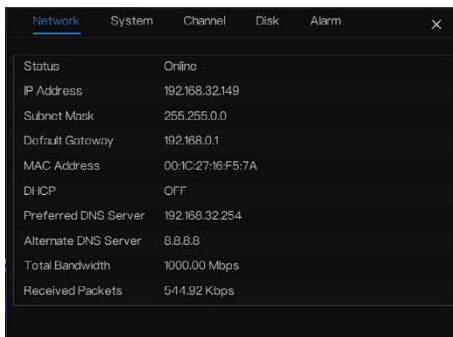 Network System Channel Disk Alarm ×
Status Online
IP Address 192.168.32.149
Subnet Mask 255.255.0.0
Default Gateway 192.168.0.1
MAC Address 00:1C:27:16:F5:7A
DHCP OFF
Preferred DNS Server 192.168.32.254
Alternate DNS Server 8.8.8.8
Total Bandwidth 1000.00 Mbps
Received Packets 544.92 Kbps